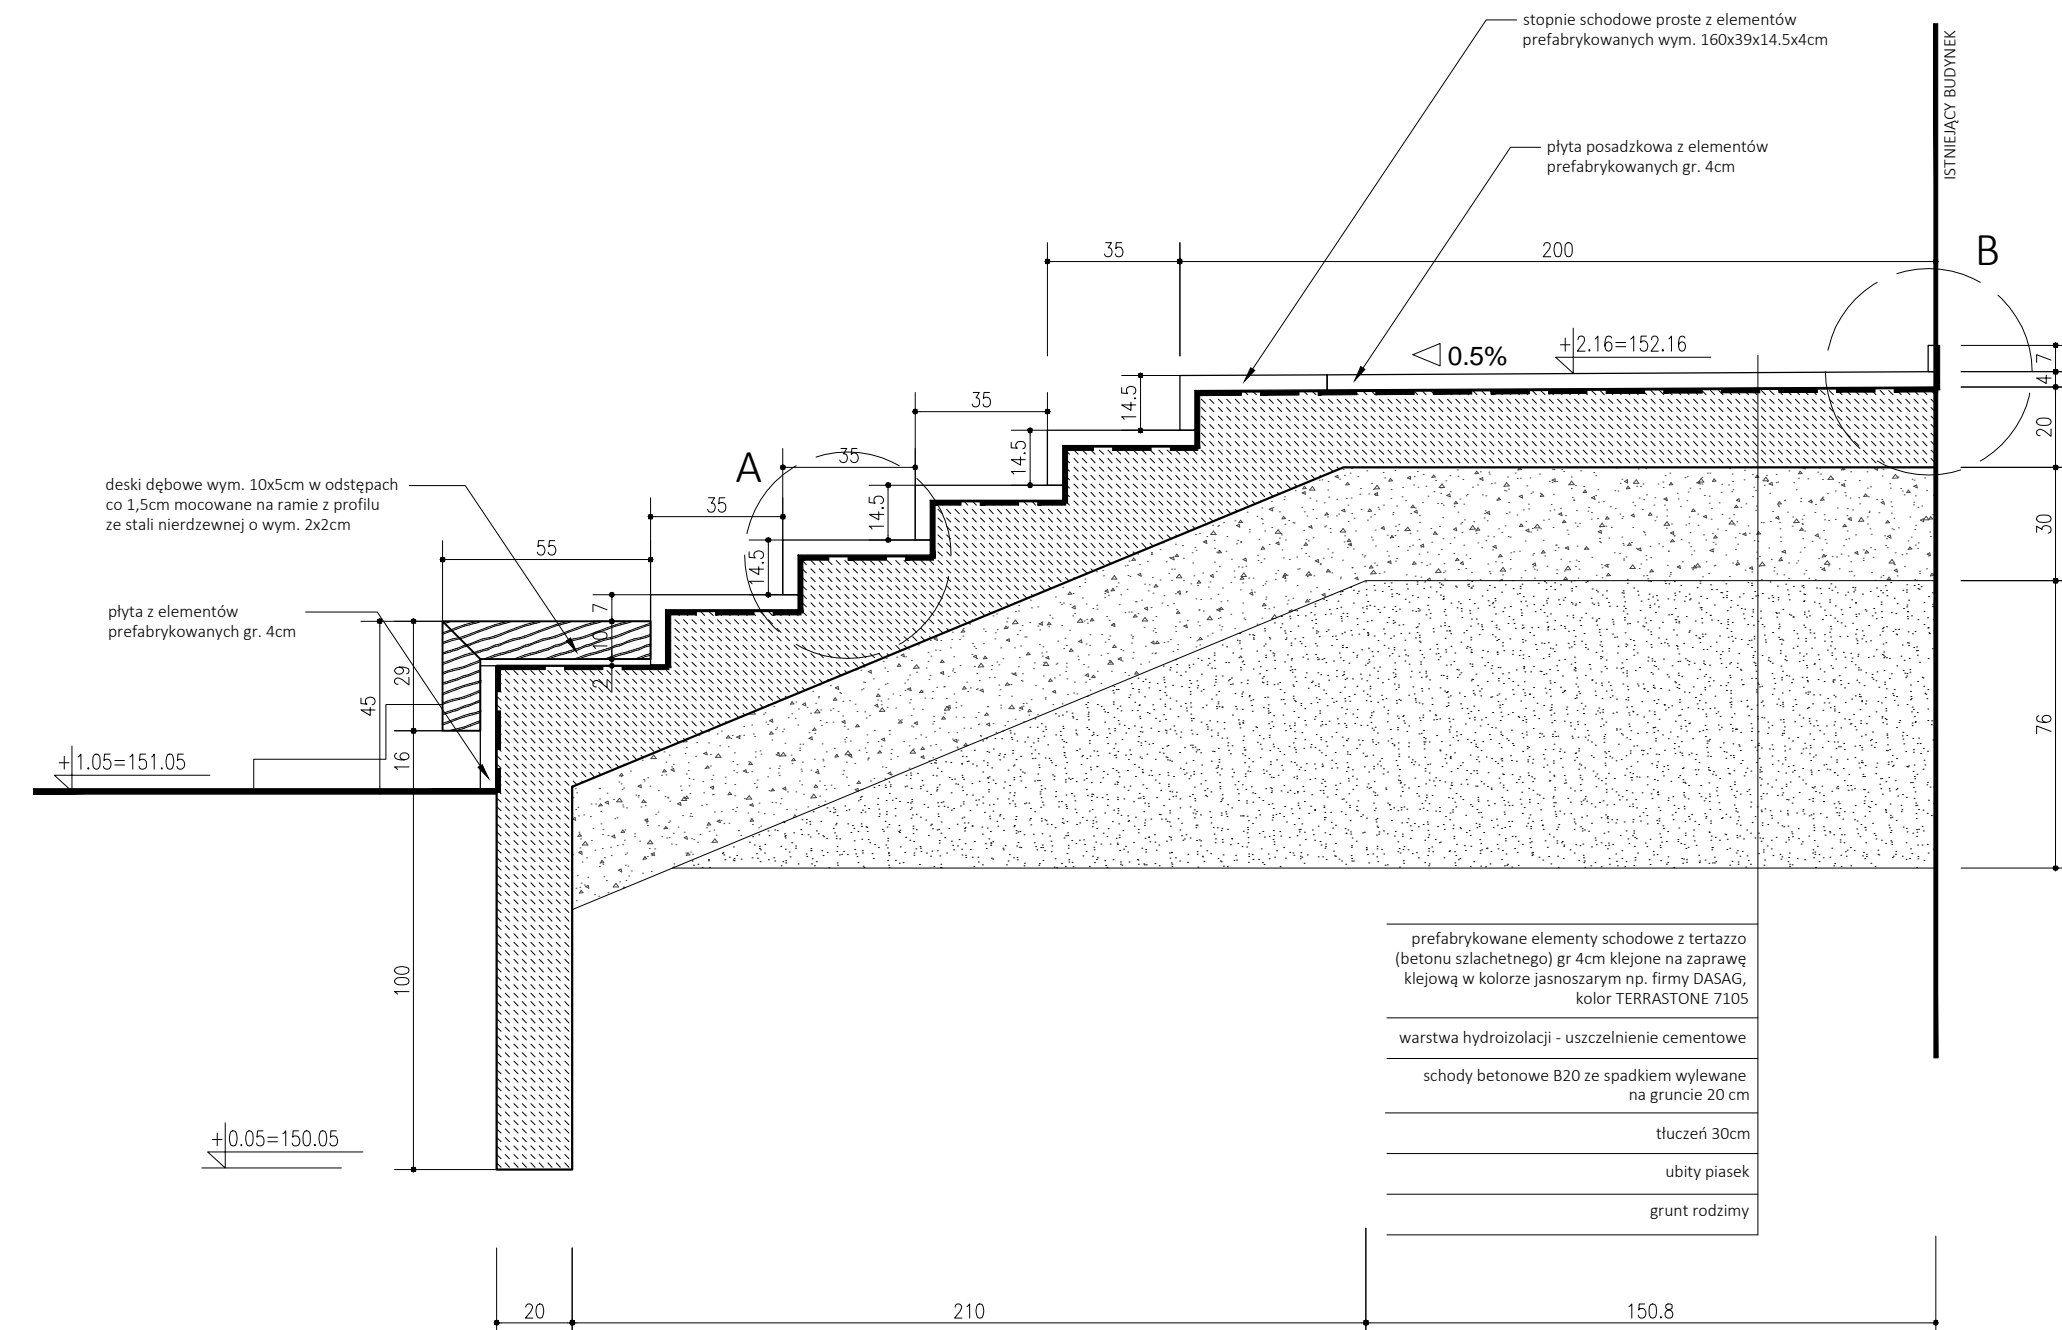 stopnie schodowe proste z elementów
prefabrykowanych wym. 160x39x14.5x4cm
ISTNIEJĄCY BUDYNEK
płyta posadzkowa z elementów
prefabrykowanych gr. 4cm
35
200
B
+2.16=152.16
0.5%
7
4
20
30
76
14.5
35
14.5
35
14.5
A
35
14.5
deski dębowe wym. 10x5cm w odstępach
co 1,5cm mocowane na ramie z profilu
ze stali nierdzewnej o wym. 2x2cm
55
7
10
2
płyta z elementów
prefabrykowanych gr. 4cm
29
45
16
+1.05=151.05
100
prefabrykowane elementy schodowe z tertazzo
(betonu szlachetnego) gr 4cm klejone na zaprawę
klejową w kolorze jasnoszarym np. firmy DASAG,
kolor TERRASTONE 7105
warstwa hydroizolacji - uszczelnienie cementowe
schody betonowe B20 ze spadkiem wylewane
na gruncie 20 cm
tłuczeń 30cm
ubity piasek
grunt rodzimy
+0.05=150.05
20
210
150.8